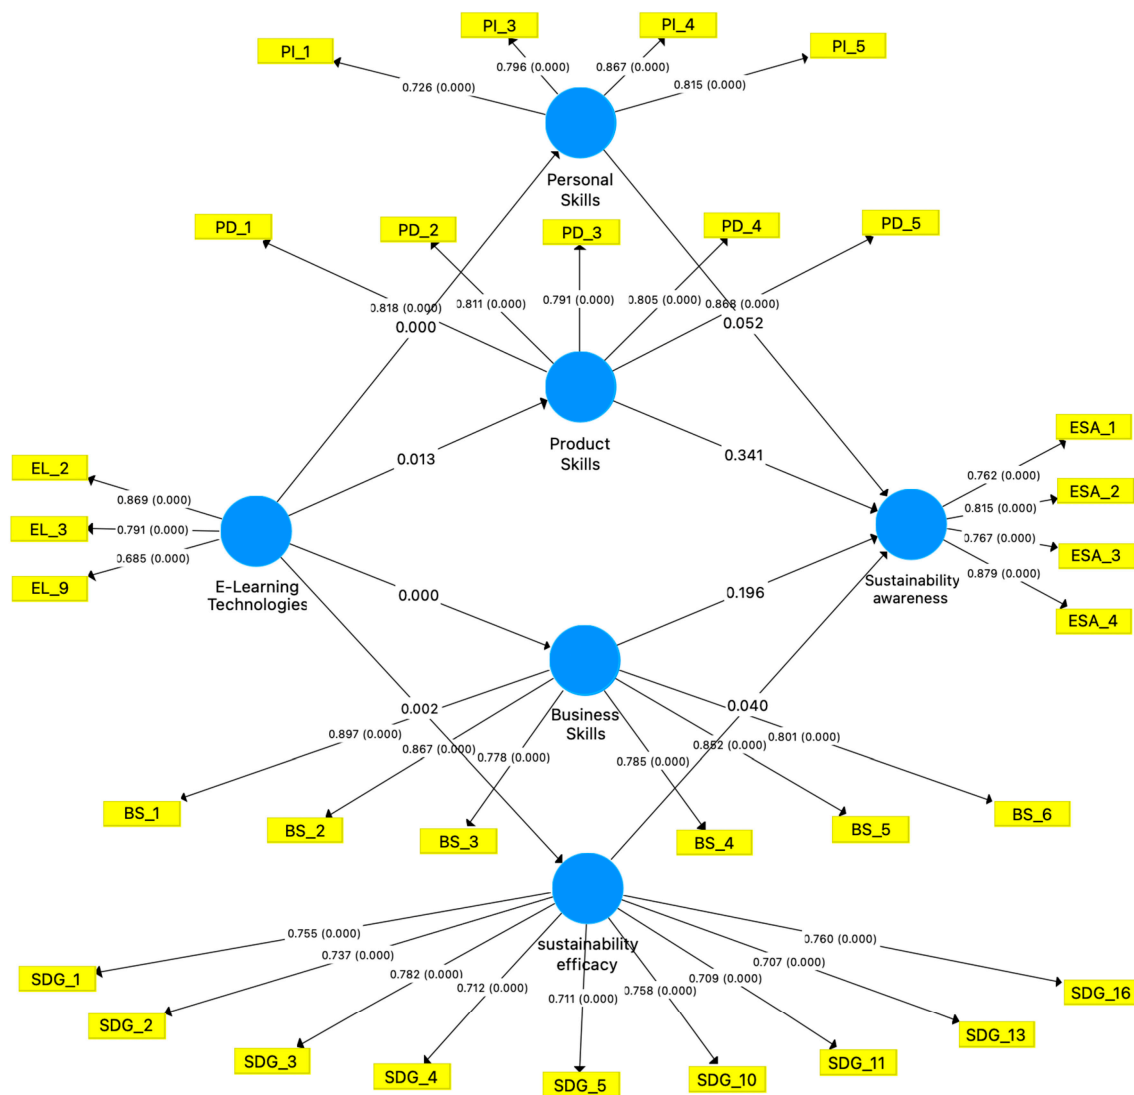 PI_3
PI_4
PI_1
PI_5
0.796 (0.000)
0.867 (0.000)
0.726 (0.000)
0.815 (0.000)
Personal
Skills
PD_1
PD_2
PD_3
PD_4
PD_5
0.818 (0.000)
0.811 (0.000)
0.791 (0.000)
0.805 (0.000)
0.868 (0.000)
0.000
0.052
Product
Skills
0.013
0.341
EL_2
EL_3
EL_9
0.869 (0.000)
0.791 (0.000)
0.685 (0.000)
E-Learning
Technologies
ESA_1
ESA_2
ESA_3
ESA_4
0.762 (0.000)
0.815 (0.000)
0.767 (0.000)
0.879 (0.000)
Sustainability
awareness
0.000
0.196
0.002
0.040
Business
Skills
0.897 (0.000)
0.867 (0.000)
0.778 (0.000)
0.785 (0.000)
0.852 (0.000)
0.801 (0.000)
BS_1
BS_2
BS_3
BS_4
BS_5
BS_6
sustainability
efficacy
0.755 (0.000)
0.737 (0.000)
0.782 (0.000)
0.712 (0.000)
0.711 (0.000)
0.758 (0.000)
0.709 (0.000)
0.707 (0.000)
0.760 (0.000)
SDG_1
SDG_2
SDG_3
SDG_4
SDG_5
SDG_10
SDG_11
SDG_13
SDG_16